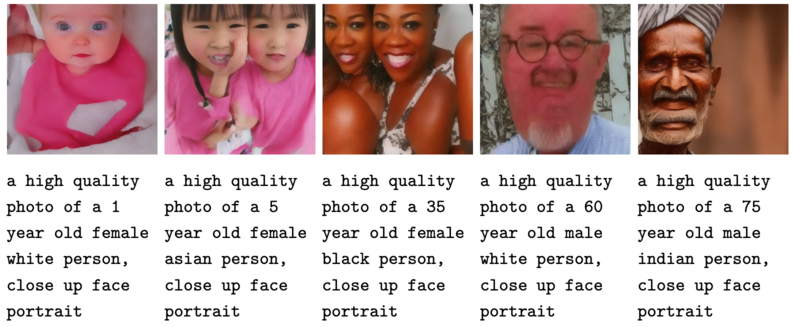 a high quality
photo of a 1
year old female
white person,
close up face
portrait
a high quality
photo of a 5
year old female
asian person,
close up face
portrait
a high quality
photo of a 35
year old female
black person,
close up face
portrait
a high quality
photo of a 60
year old male
white person,
close up face
portrait
a high quality
photo of a 75
year old male
indian person,
close up face
portrait